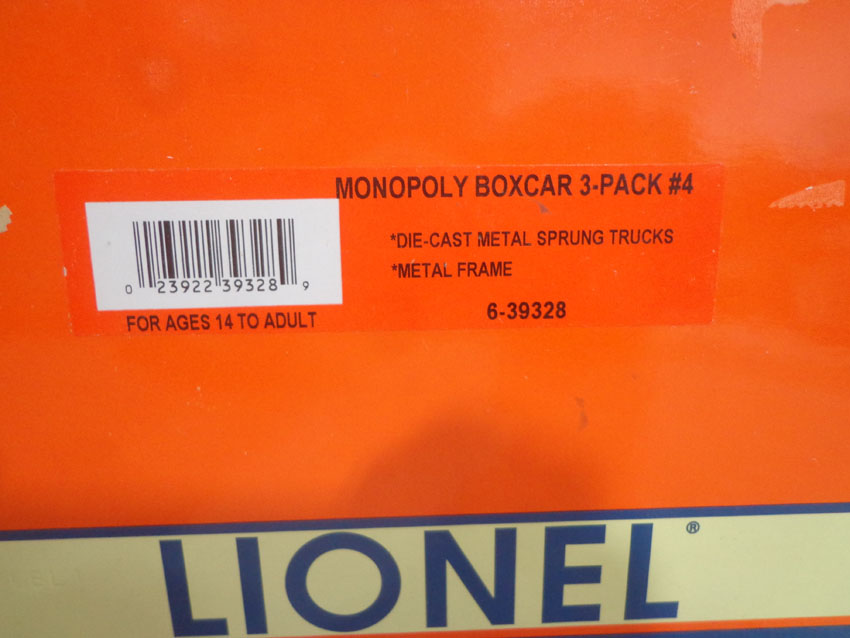 MONOPOLY BOXCAR 3-PACK #4
*DIE-CAST METAL SPRUNG TRUCKS
*METAL FRAME
6-39328
0 23922 39328 9
FOR AGES 14 TO ADULT
LIONEL®